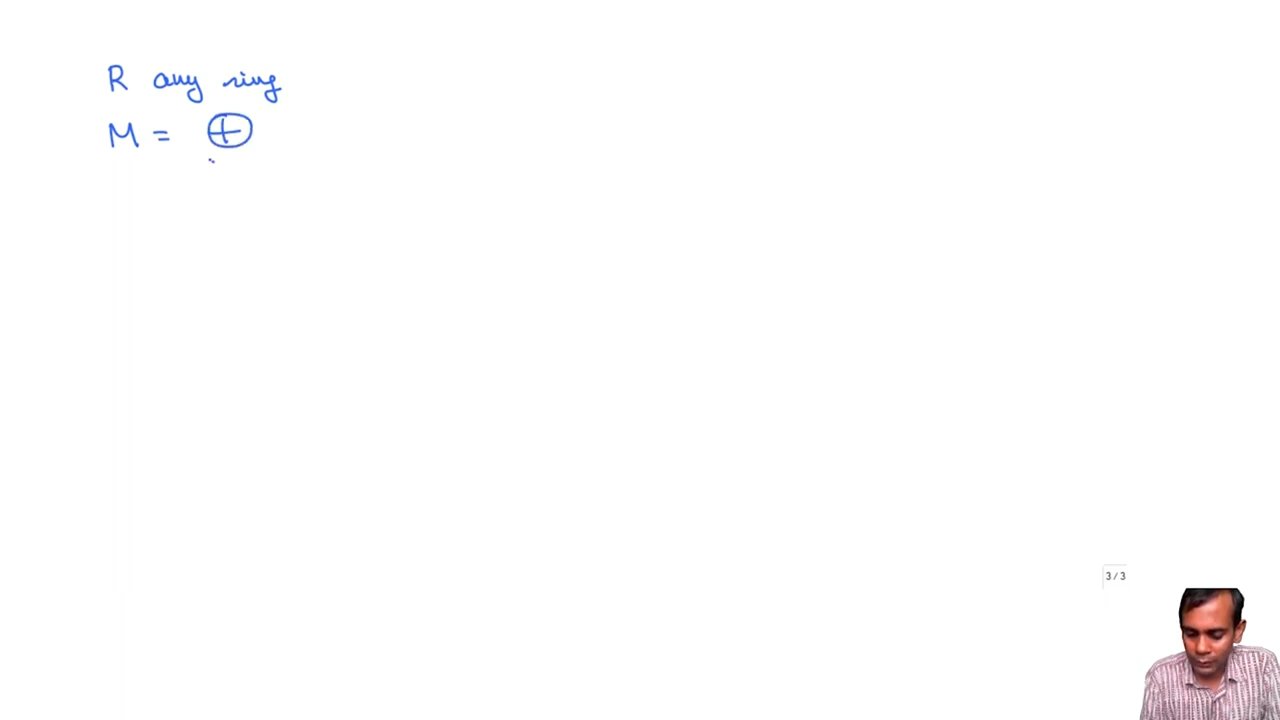 R any ring
M = ⊕
3/3